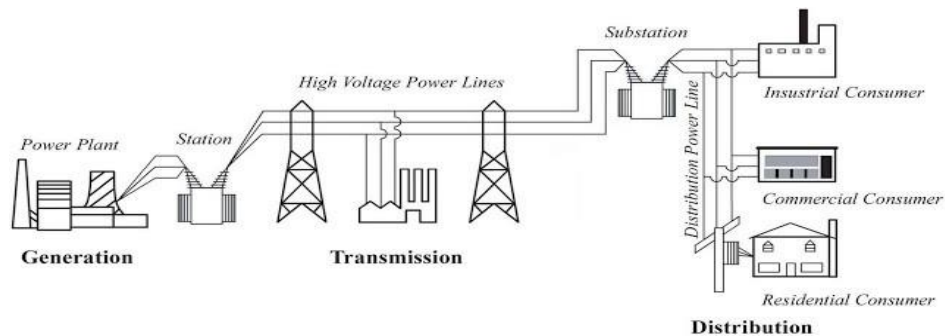 Substation
High Voltage Power Lines
Insustrial Consumer
Power Plant
Station
Distribution Power Line
Commercial Consumer
Generation
Transmission
Residential Consumer
Distribution